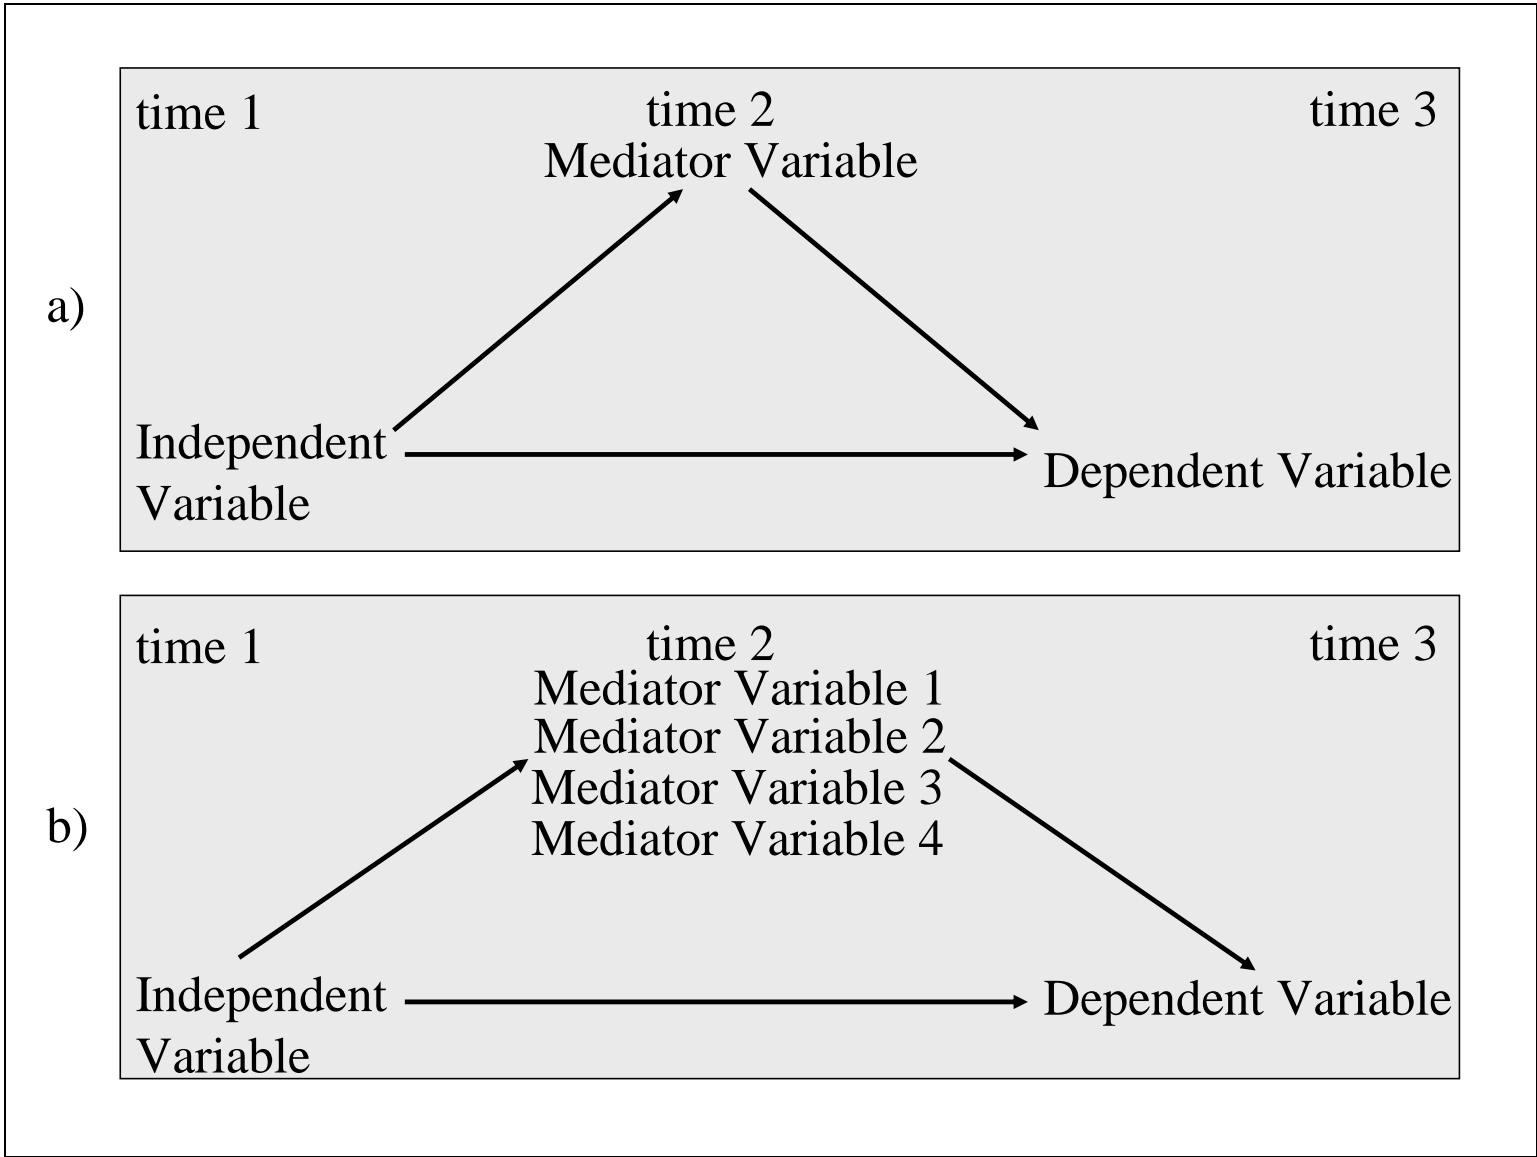 time 1
time 2
time 3
Mediator Variable
a)
Independent
Variable
Dependent Variable
time 1
time 2
time 3
Mediator Variable 1
Mediator Variable 2
Mediator Variable 3
Mediator Variable 4
b)
Independent
Variable
Dependent Variable